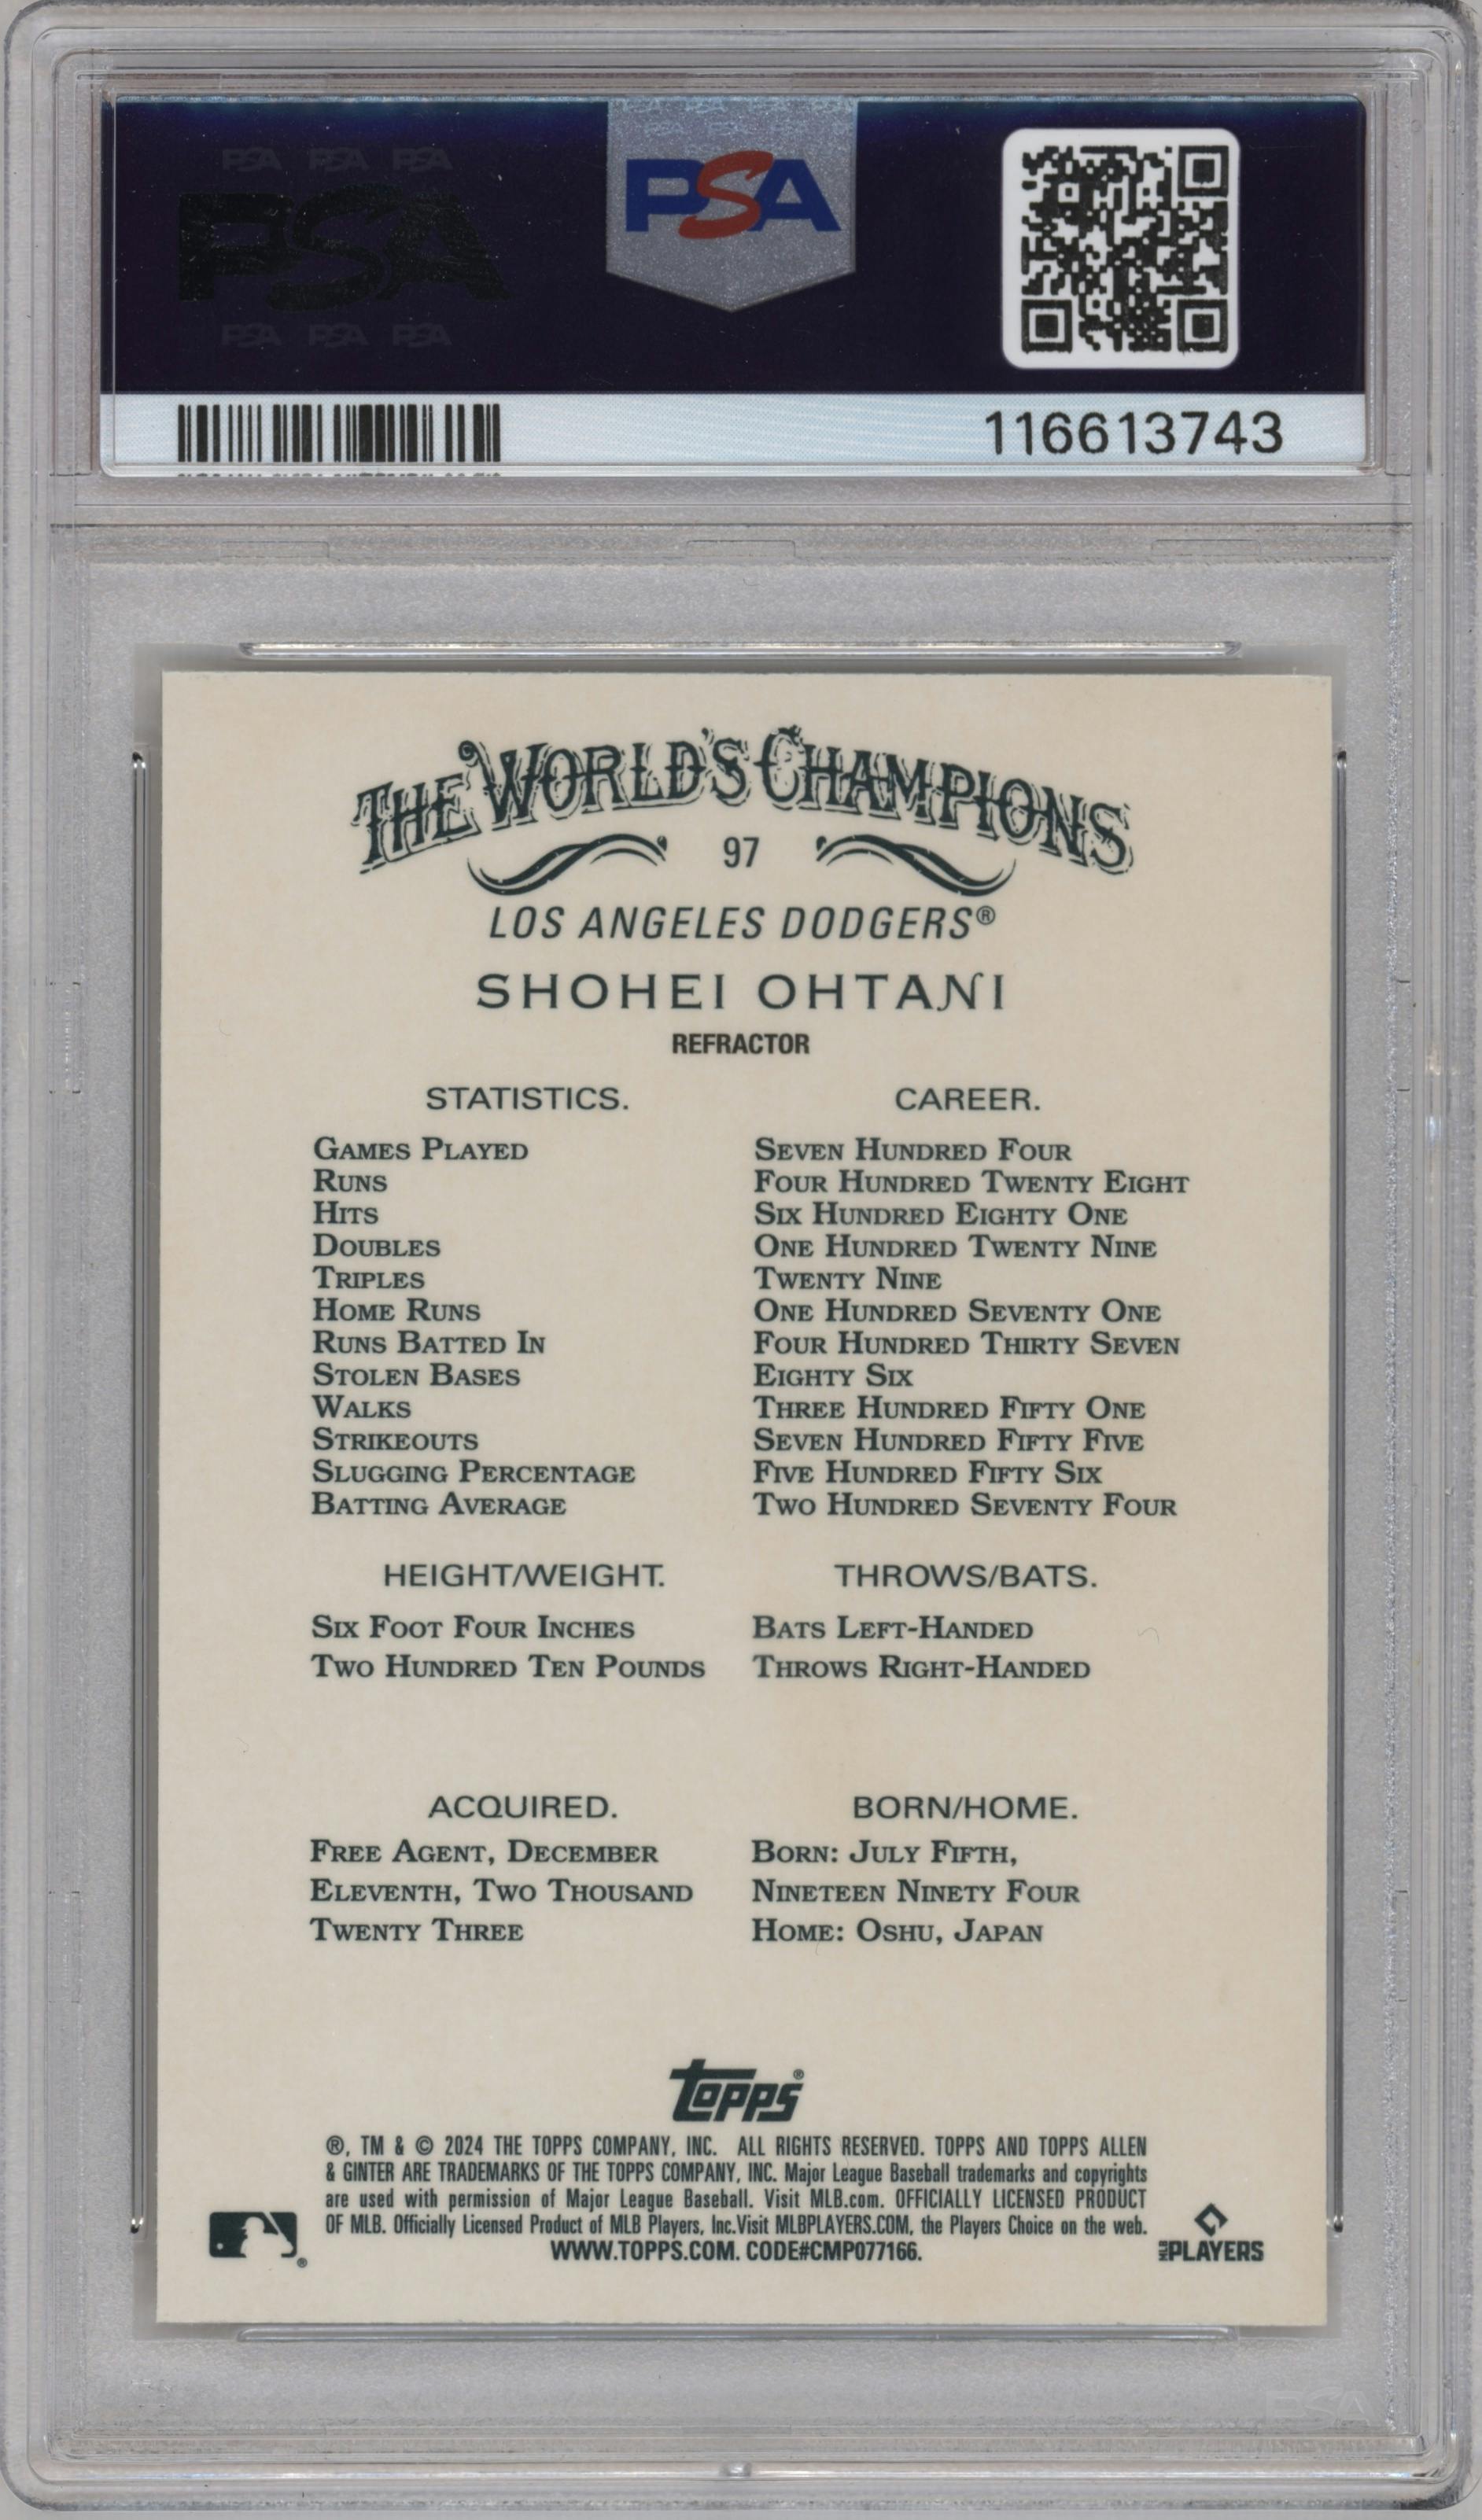 PSA PSA PSA
PSA
PSA PSA PSA
PSA
116613743
THE WORLD'S CHAMPIONS
97
LOS ANGELES DODGERS®
SHOHEI OHTANI
REFRACTOR
STATISTICS. CAREER.
GAMES PLAYED SEVEN HUNDRED FOUR
RUNS FOUR HUNDRED TWENTY EIGHT
HITS SIX HUNDRED EIGHTY ONE
DOUBLES ONE HUNDRED TWENTY NINE
TRIPLES TWENTY NINE
HOME RUNS ONE HUNDRED SEVENTY ONE
RUNS BATTED IN FOUR HUNDRED THIRTY SEVEN
STOLEN BASES EIGHTY SIX
WALKS THREE HUNDRED FIFTY ONE
STRIKEOUTS SEVEN HUNDRED FIFTY FIVE
SLUGGING PERCENTAGE FIVE HUNDRED FIFTY SIX
BATTING AVERAGE TWO HUNDRED SEVENTY FOUR
HEIGHT/WEIGHT. THROWS/BATS.
SIX FOOT FOUR INCHES BATS LEFT-HANDED
TWO HUNDRED TEN POUNDS THROWS RIGHT-HANDED
ACQUIRED. BORN/HOME.
FREE AGENT, DECEMBER BORN: JULY FIFTH,
ELEVENTH, TWO THOUSAND NINETEEN NINETY FOUR
TWENTY THREE HOME: OSHU, JAPAN
topps®
®, TM & © 2024 THE TOPPS COMPANY, INC. ALL RIGHTS RESERVED. TOPPS AND TOPPS ALLEN
& GINTER ARE TRADEMARKS OF THE TOPPS COMPANY, INC. Major League Baseball trademarks and copyrights
are used with permission of Major League Baseball. Visit MLB.com. OFFICIALLY LICENSED PRODUCT
OF MLB. Officially Licensed Product of MLB Players, Inc.Visit MLBPLAYERS.COM, the Players Choice on the web.
WWW.TOPPS.COM. CODE#CMP077166.
MLB PLAYERS
PSA